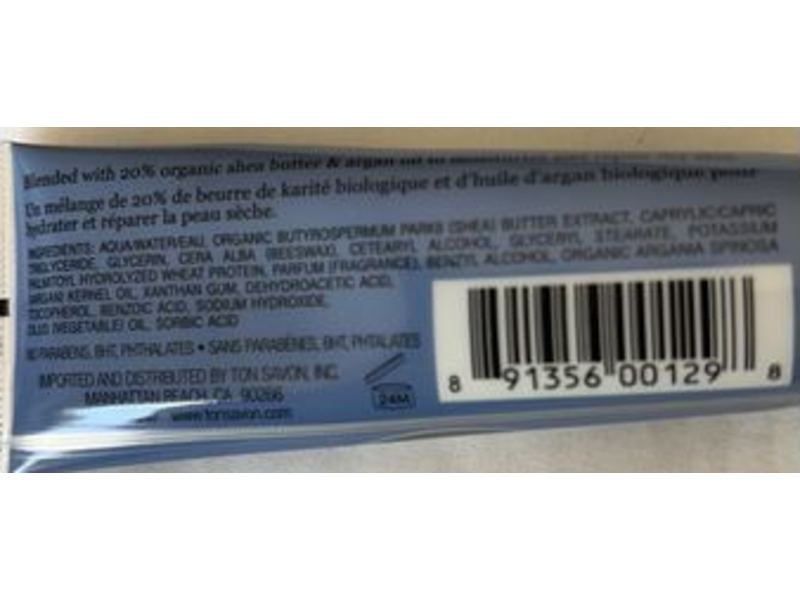 Blended with 20% organic shea butter & argan oil to
Un mélange de 20% de beurre de karité biologique et d'huile d'argan biologique pour
hydrater et réparer la peau sèche.
INGREDIENTS: AQUA/WATER/EAU, ORGANIC BUTYROSPERMUM PARKII (SHEA) BUTTER EXTRACT, CAPRYLIC/CAPRIC
TRIGLYCERIDE, GLYCERIN, CERA ALBA (BEESWAX), CETEARYL ALCOHOL, GLYCERYL STEARATE, POTASSIUM
PALMITOYL HYDROLYZED WHEAT PROTEIN, PARFUM (FRAGRANCE), BENZYL ALCOHOL, ORGANIC ARGANIA SPINOSA
(ARGAN) KERNEL OIL, XANTHAN GUM, DEHYDROACETIC ACID,
TOCOPHEROL, BENZOIC ACID, SODIUM HYDROXIDE,
OLUS (VEGETABLE) OIL, SORBIC ACID
NO PARABENS, BHT, PHTHALATES • SANS PARABENES, BHT, PHTALATES
IMPORTED AND DISTRIBUTED BY TON SAVON, INC.
MANHATTAN BEACH, CA 90266
www.tonsavon.com
24M
8 91356 00129 8